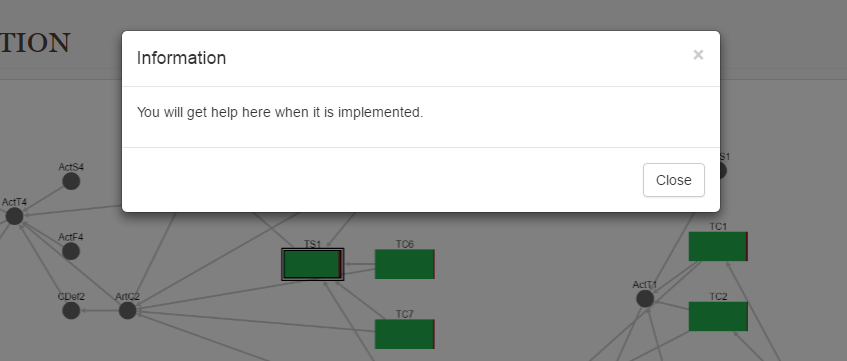 TION
Information
×
You will get help here when it is implemented.
Close
ActS4
S1
ActT4
ActF4
TS1
TC6
TC1
CDef2
ArtC2
ActT1
TC2
TC7